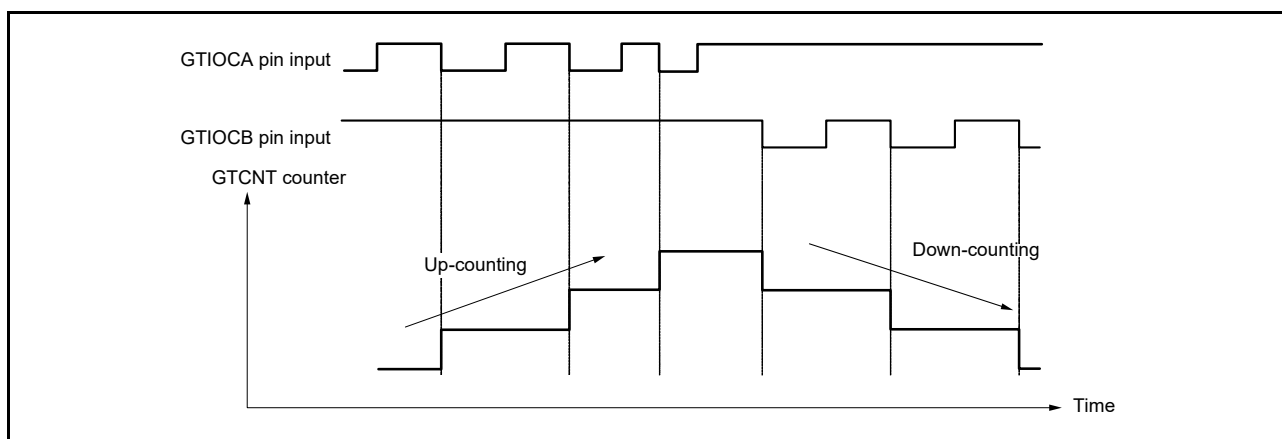 GTIOCA pin input
GTIOCB pin input
GTCNT counter
Up-counting
Down-counting
Time